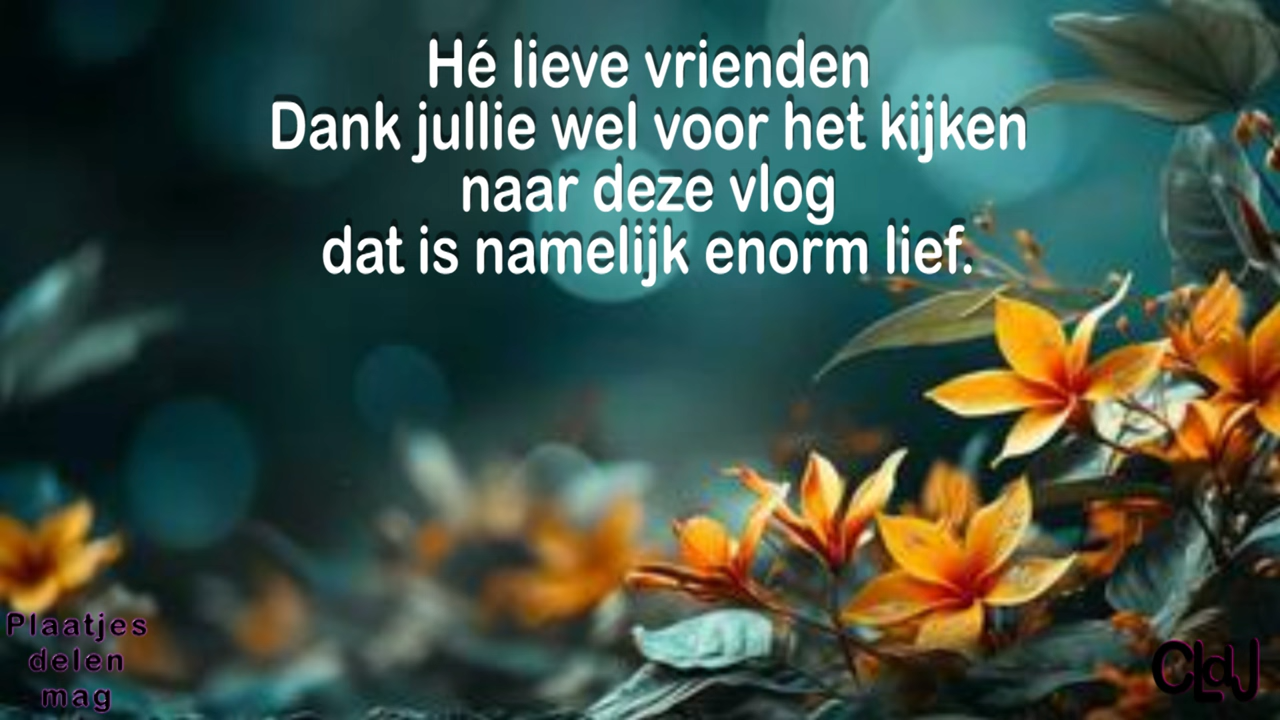 Hé lieve vrienden
Dank jullie wel voor het kijken
naar deze vlog
dat is namelijk enorm lief.
Plaatjes
delen
mag